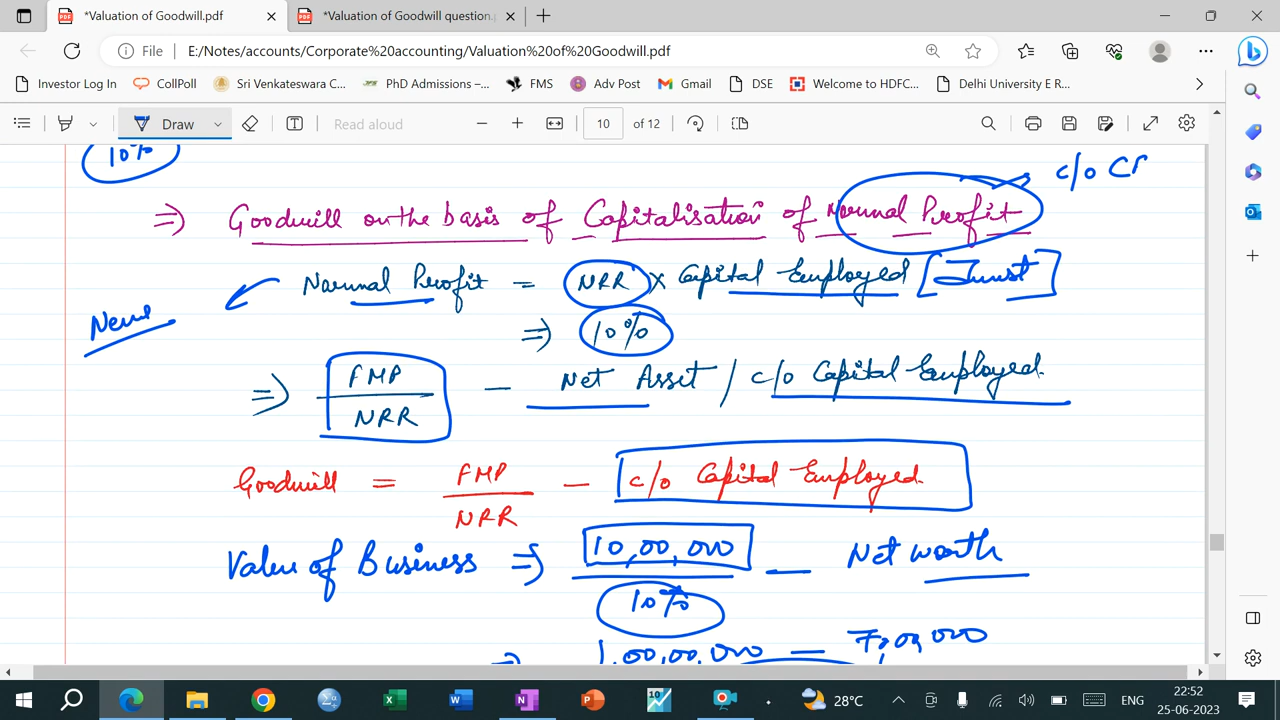 *Valuation of Goodwill.pdf
*Valuation of Goodwill question.p
File E:/Notes/accounts/Corporate%20accounting/Valuation%20of%20Goodwill.pdf
Investor Log In CollPoll Sri Venkateswara C... PhD Admissions –... FMS Adv Post Gmail DSE Welcome to HDFC... Delhi University E R...
Draw Read aloud 10 of 12
10%
c/o
⇒ Goodwill on the basis of Capitalisation of Normal Profit
Normal Profit = NRR × Capital Employed
⇒ 10%
⇒ FMP / NRR — Net Asset / c/o Capital Employed
Goodwill = FMP / NRR — c/o Capital Employed
Value of Business ⇒ 10,00,000 / 10% — Net worth
⇒ 1,00,00,000 —
28°C
ENG
22:52
25-06-2023